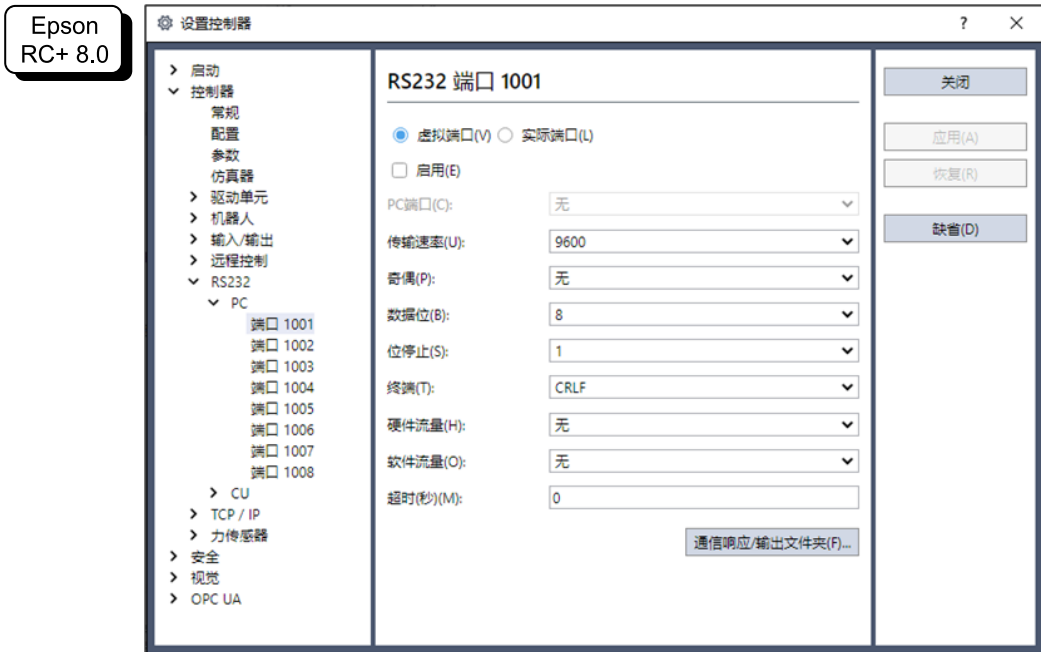 Epson
RC+ 8.0
设置控制器
?
启动
控制器
常规
配置
参数
仿真器
驱动单元
机器人
输入/输出
远程控制
RS232
PC
端口 1001
端口 1002
端口 1003
端口 1004
端口 1005
端口 1006
端口 1007
端口 1008
CU
TCP / IP
力传感器
安全
视觉
OPC UA
RS232 端口 1001
虚拟端口(V) 实际端口(L)
启用(E)
PC端口(C): 无
传输速率(U): 9600
奇偶(P): 无
数据位(B): 8
位停止(S): 1
终端(T): CRLF
硬件流量(H): 无
软件流量(O): 无
超时(秒)(M): 0
通信响应/输出文件夹(F)...
关闭
应用(A)
恢复(R)
缺省(D)